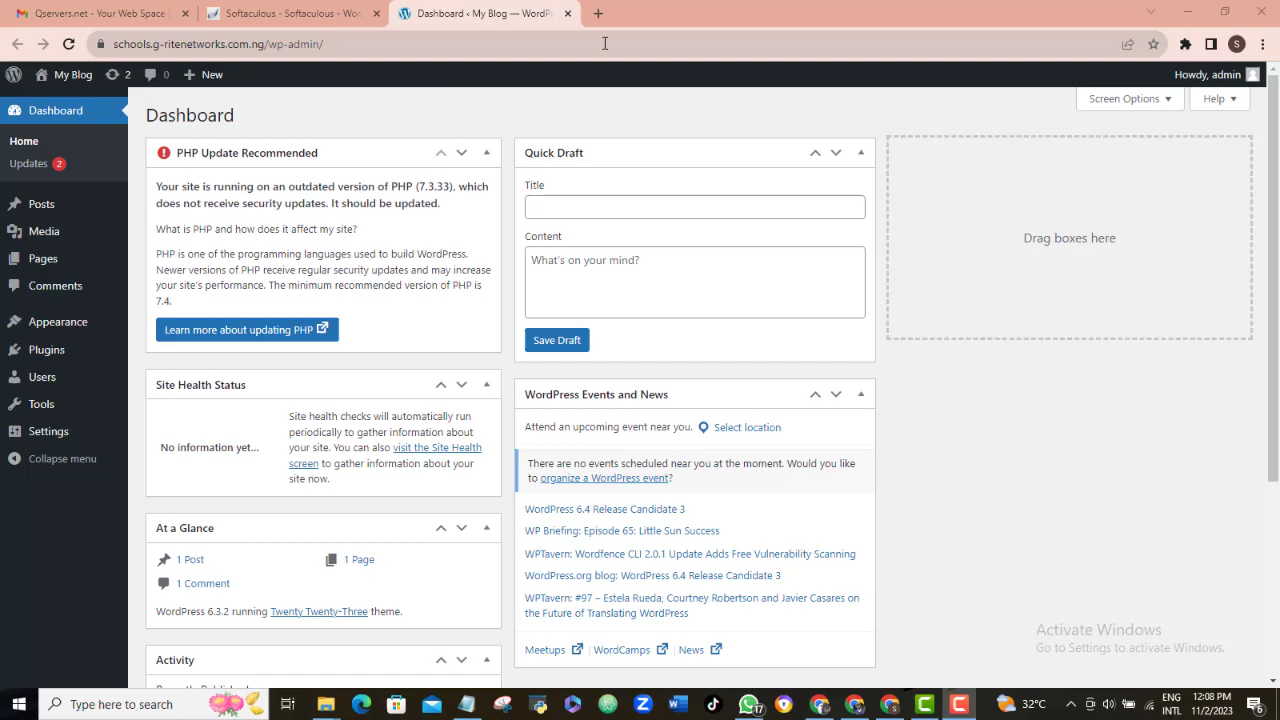 Qservers.net - Your Web Space
Softaculous - Softaculous - Wo
Dashboard ‹ My Blog — WordP
schools.g-ritenetworks.com.ng/wp-admin/
S
My Blog
2
0
New
Howdy, admin
Dashboard
Home
Updates 2
Posts
Media
Pages
Comments
Appearance
Plugins
Users
Tools
Settings
Collapse menu
Screen Options
Help
Dashboard
PHP Update Recommended
Your site is running on an outdated version of PHP (7.3.33), which
does not receive security updates. It should be updated.
What is PHP and how does it affect my site?
PHP is one of the programming languages used to build WordPress.
Newer versions of PHP receive regular security updates and may increase
your site's performance. The minimum recommended version of PHP is
7.4.
Learn more about updating PHP
Site Health Status
No information yet...
Site health checks will automatically run
periodically to gather information about
your site. You can also visit the Site Health
screen to gather information about your
site now.
At a Glance
1 Post
1 Page
1 Comment
WordPress 6.3.2 running Twenty Twenty-Three theme.
Activity
Quick Draft
Title
Content
What's on your mind?
Save Draft
WordPress Events and News
Attend an upcoming event near you.
Select location
There are no events scheduled near you at the moment. Would you like
to organize a WordPress event?
WordPress 6.4 Release Candidate 3
WP Briefing: Episode 65: Little Sun Success
WPTavern: Wordfence CLI 2.0.1 Update Adds Free Vulnerability Scanning
WordPress.org blog: WordPress 6.4 Release Candidate 3
WPTavern: #97 – Estela Rueda, Courtney Robertson and Javier Casares on
the Future of Translating WordPress
Meetups
WordCamps
News
Drag boxes here
Activate Windows
Go to Settings to activate Windows.
Type here to search
17
32°C
ENG
INTL
12:08 PM
11/2/2023
6